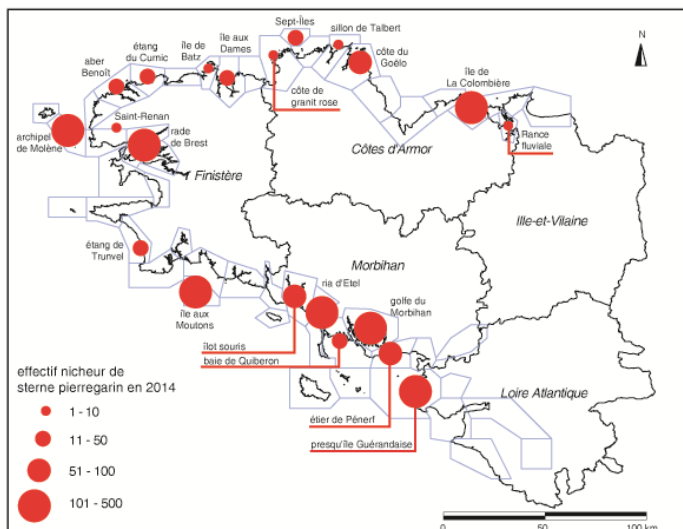 Sept-Îles
sillon de Talbert
île de
Batz
île aux
Dames
étang
du Curnic
aber
Benoît
côte du
Goëlo
île de
La Colombière
N
côte de
granit rose
Saint-Renan
archipel
de Molène
rade
de Brest
Rance
fluviale
Côtes d'Armor
Finistère
Ille-et-Vilaine
étang de
Trunvel
Morbihan
ria d'Etel
golfe du
Morbihan
île aux
Moutons
îlot souris
baie de Quiberon
effectif nicheur de
sterne pierregarin en 2014
Loire Atlantique
étier de Pénerf
1 - 10
11 - 50
presqu'île Guérandaise
51 - 100
101 - 500
0
50
100 km